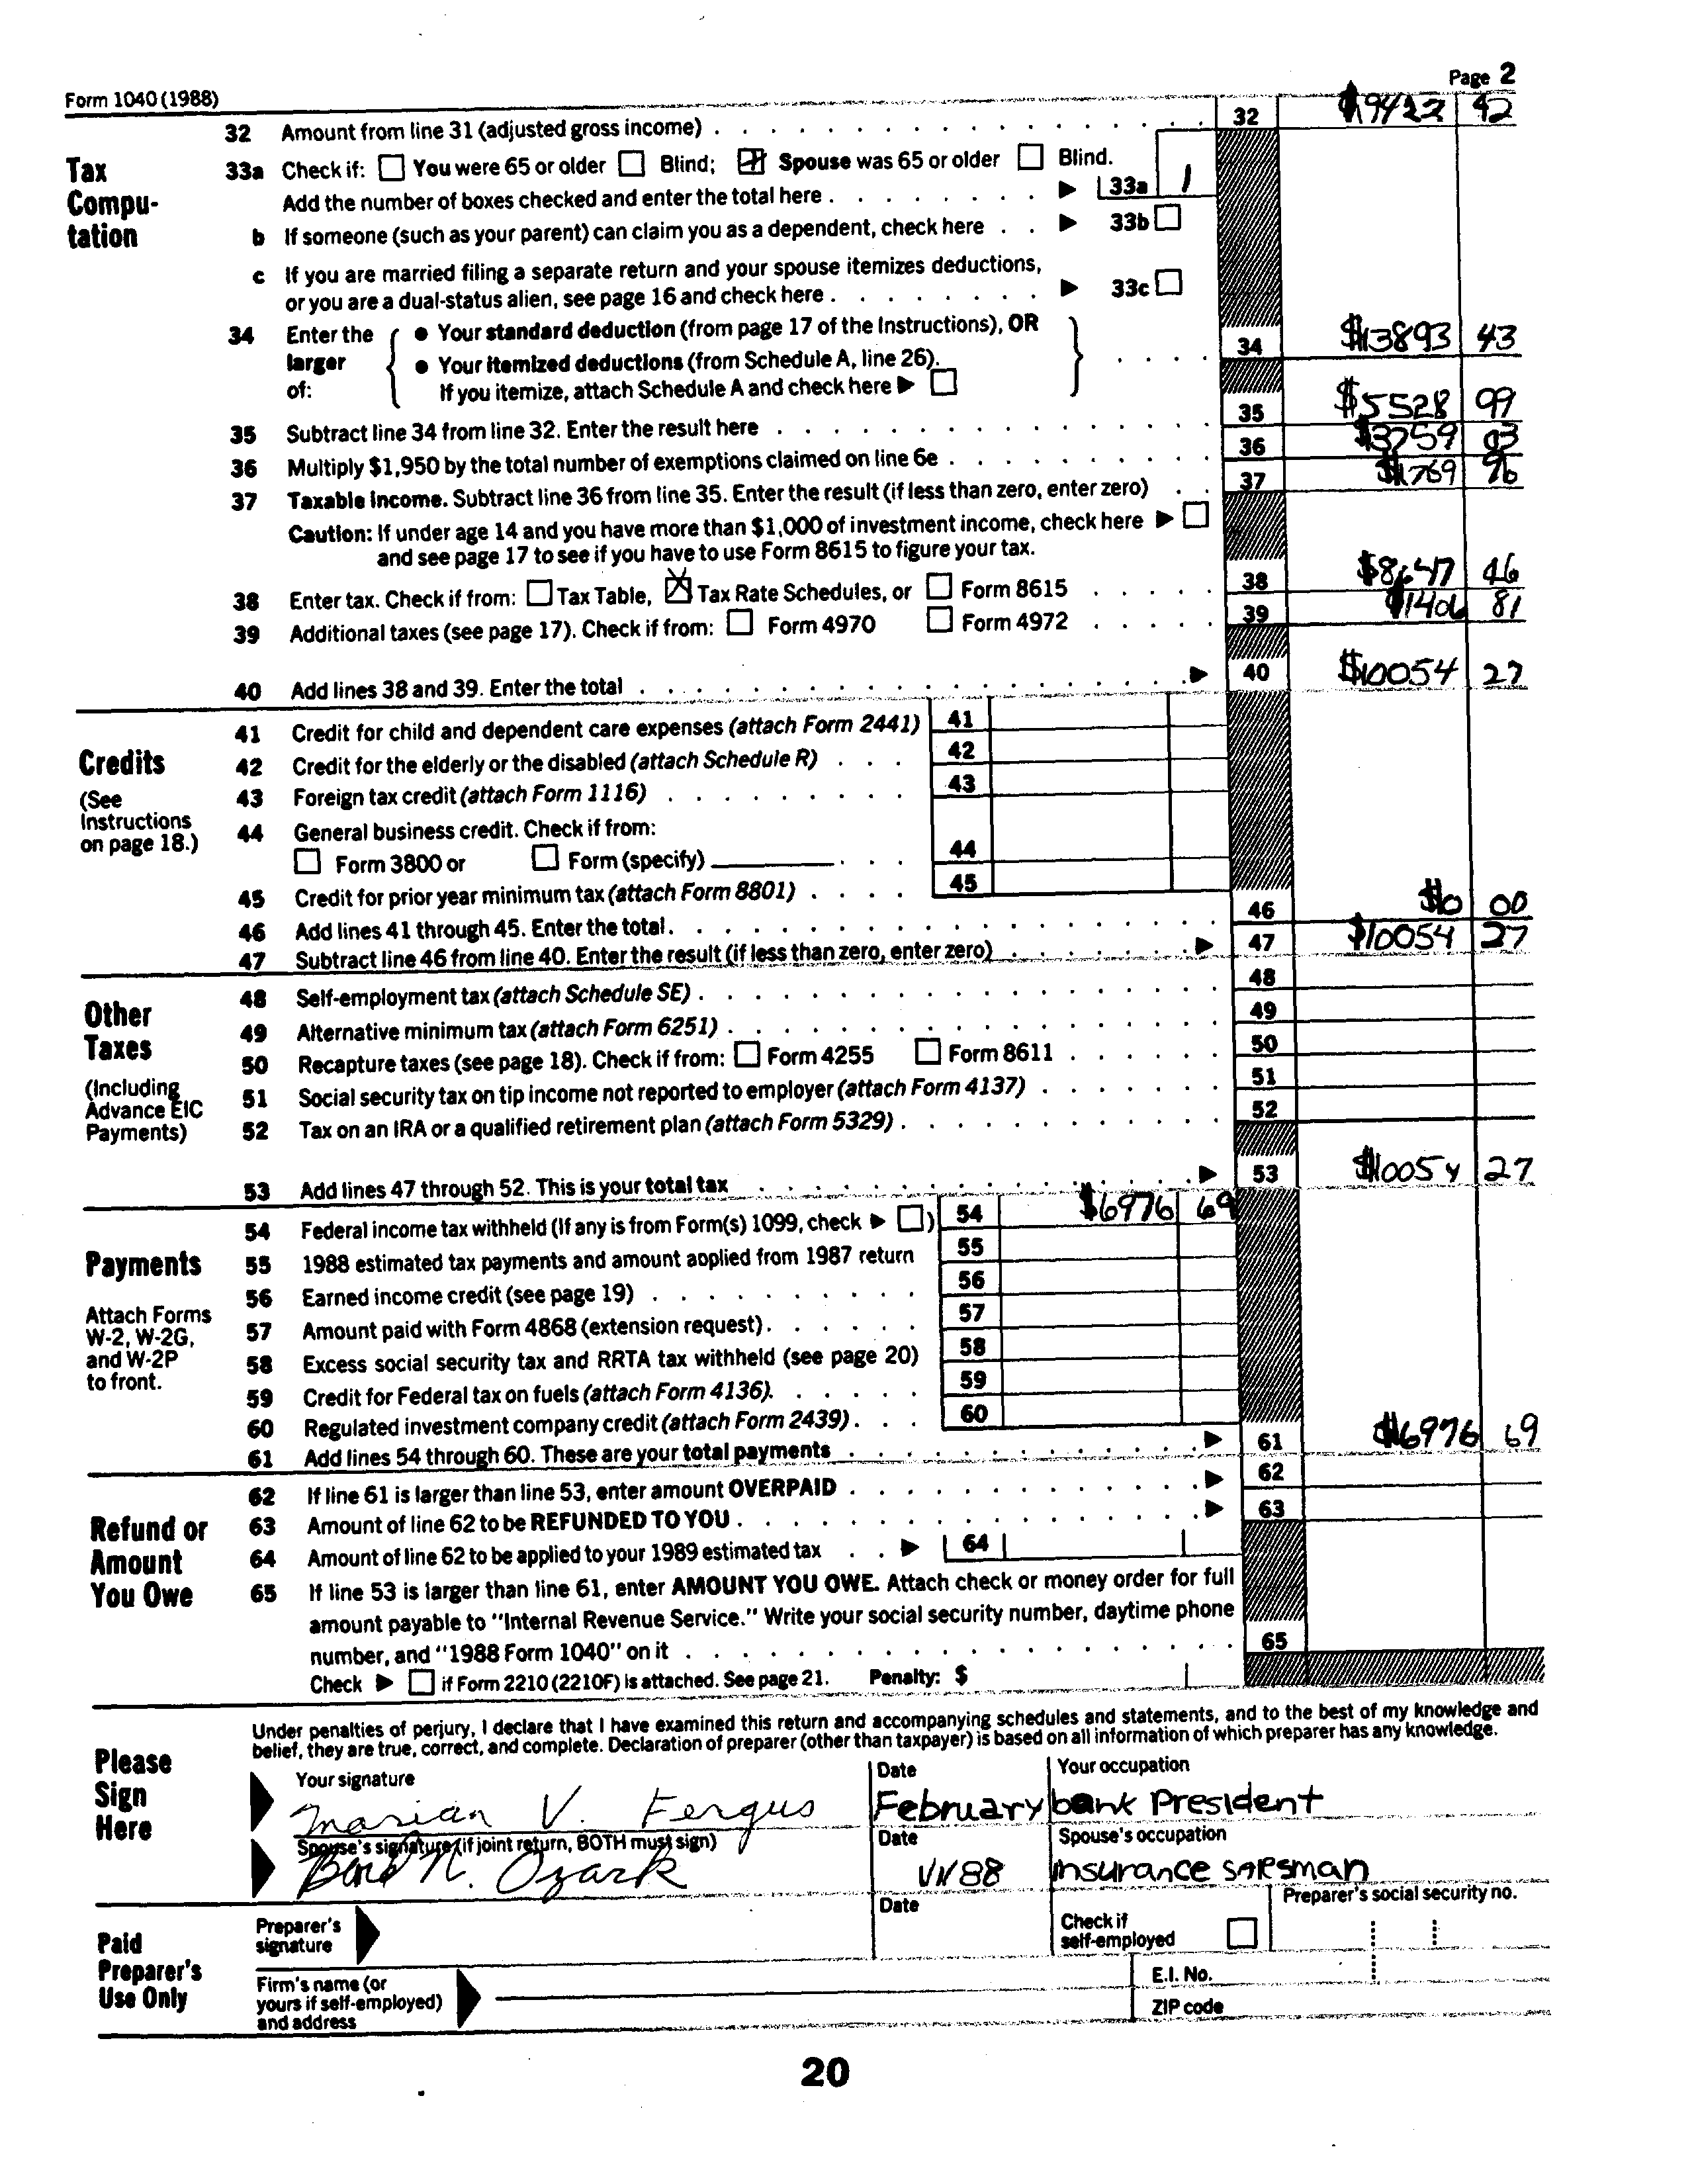 Form 1040 (1988)
Page 2
32 Amount from line 31 (adjusted gross income) . . . 32 $19422 42
Tax Computation
33a Check if: You were 65 or older Blind; Spouse was 65 or older Blind.
Add the number of boxes checked and enter the total here . . . 33a 1
b If someone (such as your parent) can claim you as a dependent, check here . . 33b
c If you are married filing a separate return and your spouse itemizes deductions,
or you are a dual-status alien, see page 16 and check here . . . 33c
34 Enter the larger of: ● Your standard deduction (from page 17 of the Instructions), OR
● Your itemized deductions (from Schedule A, line 26).
If you itemize, attach Schedule A and check here . . . 34 $13893 43
35 Subtract line 34 from line 32. Enter the result here . . . 35 $5528 99
36 Multiply $1,950 by the total number of exemptions claimed on line 6e . . . 36 $3759 03
37 Taxable income. Subtract line 36 from line 35. Enter the result (if less than zero, enter zero) . . 37 $1769 96
Caution: If under age 14 and you have more than $1,000 of investment income, check here
and see page 17 to see if you have to use Form 8615 to figure your tax.
38 Enter tax. Check if from: Tax Table, X Tax Rate Schedules, or Form 8615 . . . 38 $8647 46
39 Additional taxes (see page 17). Check if from: Form 4970 Form 4972 . . . 39 $1406 81
40 Add lines 38 and 39. Enter the total . . . 40 $10054 27
Credits
(See Instructions on page 18.)
41 Credit for child and dependent care expenses (attach Form 2441) 41
42 Credit for the elderly or the disabled (attach Schedule R) . . . 42
43 Foreign tax credit (attach Form 1116) . . . 43
44 General business credit. Check if from:
Form 3800 or Form (specify) . . . 44
45 Credit for prior year minimum tax (attach Form 8801) . . . 45
46 Add lines 41 through 45. Enter the total . . . 46 $0 00
47 Subtract line 46 from line 40. Enter the result (if less than zero, enter zero) . . . 47 $10054 27
Other Taxes
(Including Advance EIC Payments)
48 Self-employment tax (attach Schedule SE) . . . 48
49 Alternative minimum tax (attach Form 6251) . . . 49
50 Recapture taxes (see page 18). Check if from: Form 4255 Form 8611 . . . 50
51 Social security tax on tip income not reported to employer (attach Form 4137) . . . 51
52 Tax on an IRA or a qualified retirement plan (attach Form 5329) . . . 52
53 Add lines 47 through 52. This is your total tax . . . 53 $10054 27
Payments
Attach Forms W-2, W-2G, and W-2P to front.
54 Federal income tax withheld (If any is from Form(s) 1099, check ) 54 $6976 69
55 1988 estimated tax payments and amount applied from 1987 return 55
56 Earned income credit (see page 19) . . . 56
57 Amount paid with Form 4868 (extension request) . . . 57
58 Excess social security tax and RRTA tax withheld (see page 20) 58
59 Credit for Federal tax on fuels (attach Form 4136) . . . 59
60 Regulated investment company credit (attach Form 2439) . . . 60
61 Add lines 54 through 60. These are your total payments . . . 61 $6976 69
Refund or Amount You Owe
62 If line 61 is larger than line 53, enter amount OVERPAID . . . 62
63 Amount of line 62 to be REFUNDED TO YOU . . . 63
64 Amount of line 62 to be applied to your 1989 estimated tax . . 64
65 If line 53 is larger than line 61, enter AMOUNT YOU OWE. Attach check or money order for full
amount payable to "Internal Revenue Service." Write your social security number, daytime phone
number, and "1988 Form 1040" on it . . . 65
Check if Form 2210 (2210F) is attached. See page 21. Penalty: $
Please Sign Here
Under penalties of perjury, I declare that I have examined this return and accompanying schedules and statements, and to the best of my knowledge and
belief, they are true, correct, and complete. Declaration of preparer (other than taxpayer) is based on all information of which preparer has any knowledge.
Your signature Date Your occupation
Marian V. Fergus February bank President
Spouse's signature (if joint return, BOTH must sign) Date Spouse's occupation
N. Ozark 1/1/88 insurance salesman
Paid Preparer's Use Only
Preparer's signature Date Check if self-employed Preparer's social security no.
Firm's name (or yours if self-employed) and address
E.I. No.
ZIP code
20